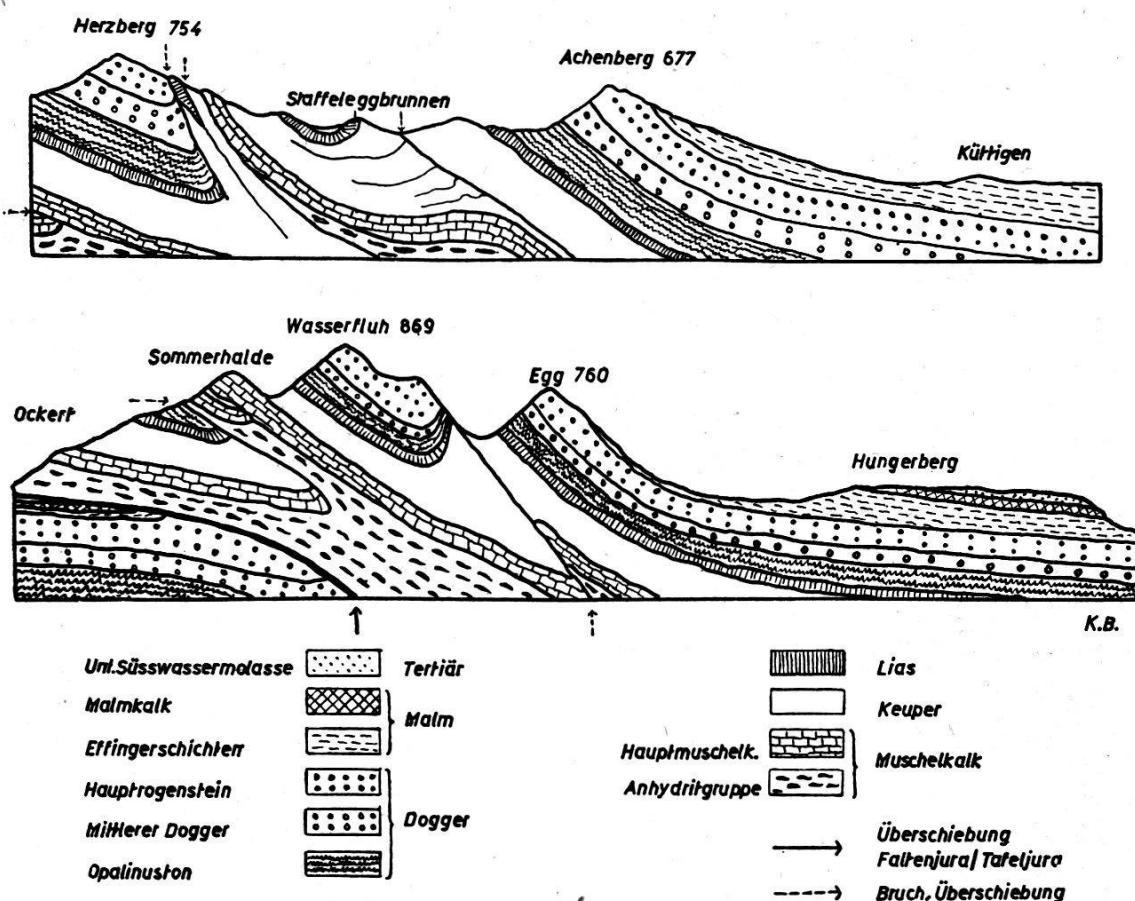 Herzberg 754
Staffeleggbrunnen
Achenberg 677
Küttigen
Wasserfluh 869
Sommerhalde
Egg 760
Ockert
Hungerberg
K.B.
Unt.Süsswassermolasse Tertiär
Malmkalk
Malm
Effingerschichten
Hauptrogenstein
Mittlerer Dogger
Dogger
Opalinuston
Lias
Keuper
Hauptmuschelk.
Muschelkalk
Anhydritgruppe
Überschiebung
Faltenjura/Tafeljura
Bruch, Überschiebung